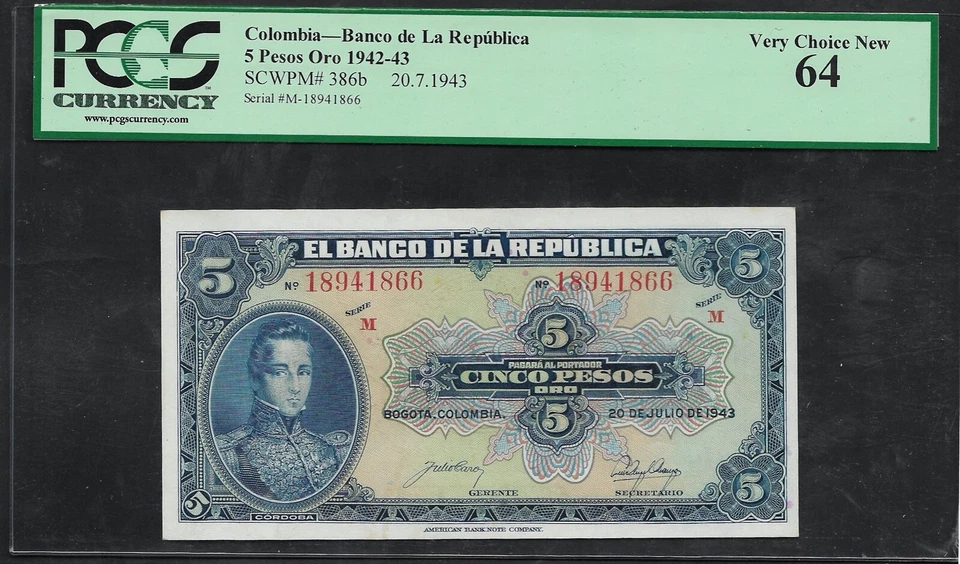 PCGS
CURRENCY
www.pcgscurrency.com
Colombia—Banco de La República
5 Pesos Oro 1942-43
SCWPM# 386b 20.7.1943
Serial #M-18941866
Very Choice New
64
5 EL BANCO DE LA REPÚBLICA 5
Nº 18941866 Nº 18941866
SERIE M SERIE M
5
PAGARÁ AL PORTADOR
CINCO PESOS
ORO
BOGOTA, COLOMBIA. 20 DE JULIO DE 1943
5
Julio Caro
GERENTE SECRETARIO
5 5
CÓRDOBA
AMERICAN BANK NOTE COMPANY.